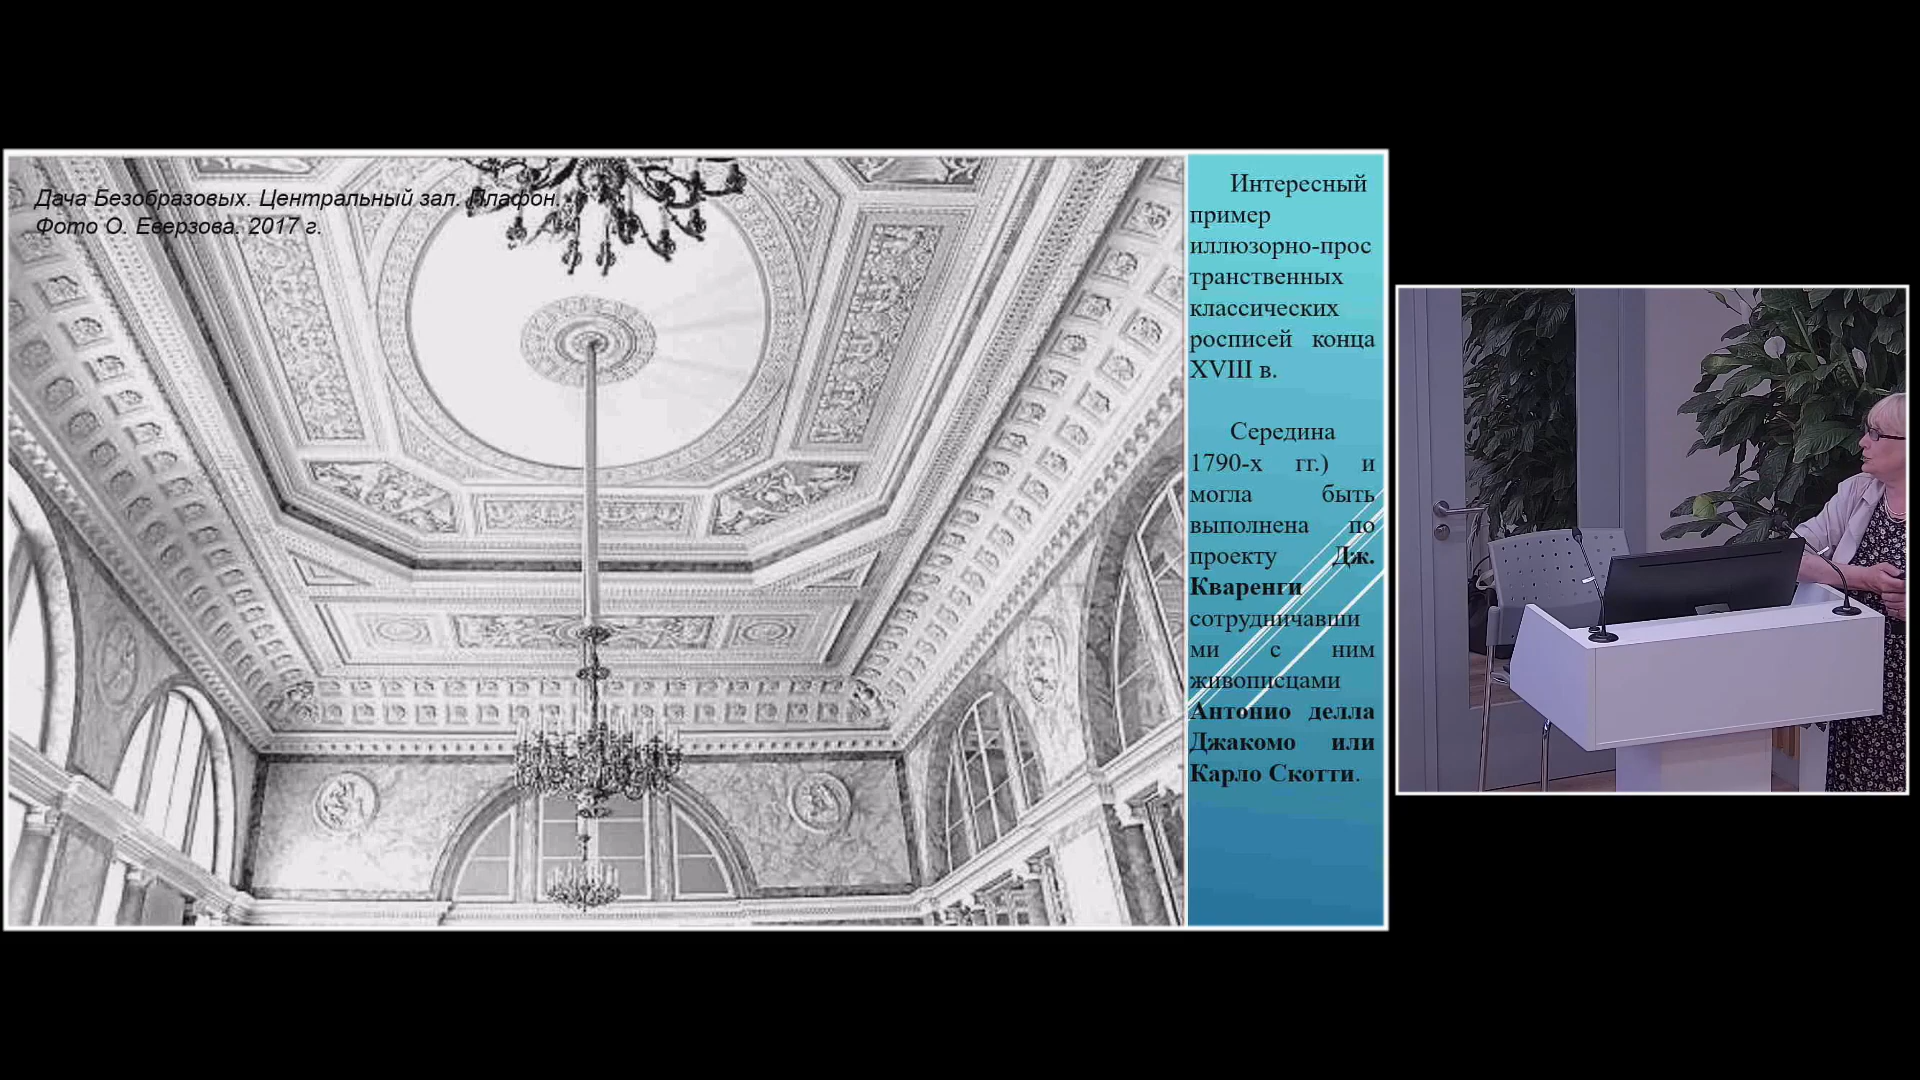 Дача Безобразовых. Центральный зал. Плафон.
Фото О. Еверзова. 2017 г.
Интересный
пример
иллюзорно-прос
транственных
классических
росписей конца
XVIII в.
Середина
1790-х гг.) и
могла быть
выполнена по
проекту Дж.
Кваренги
сотрудничавши
ми с ним
живописцами
Антонио делла
Джакомо или
Карло Скотти.